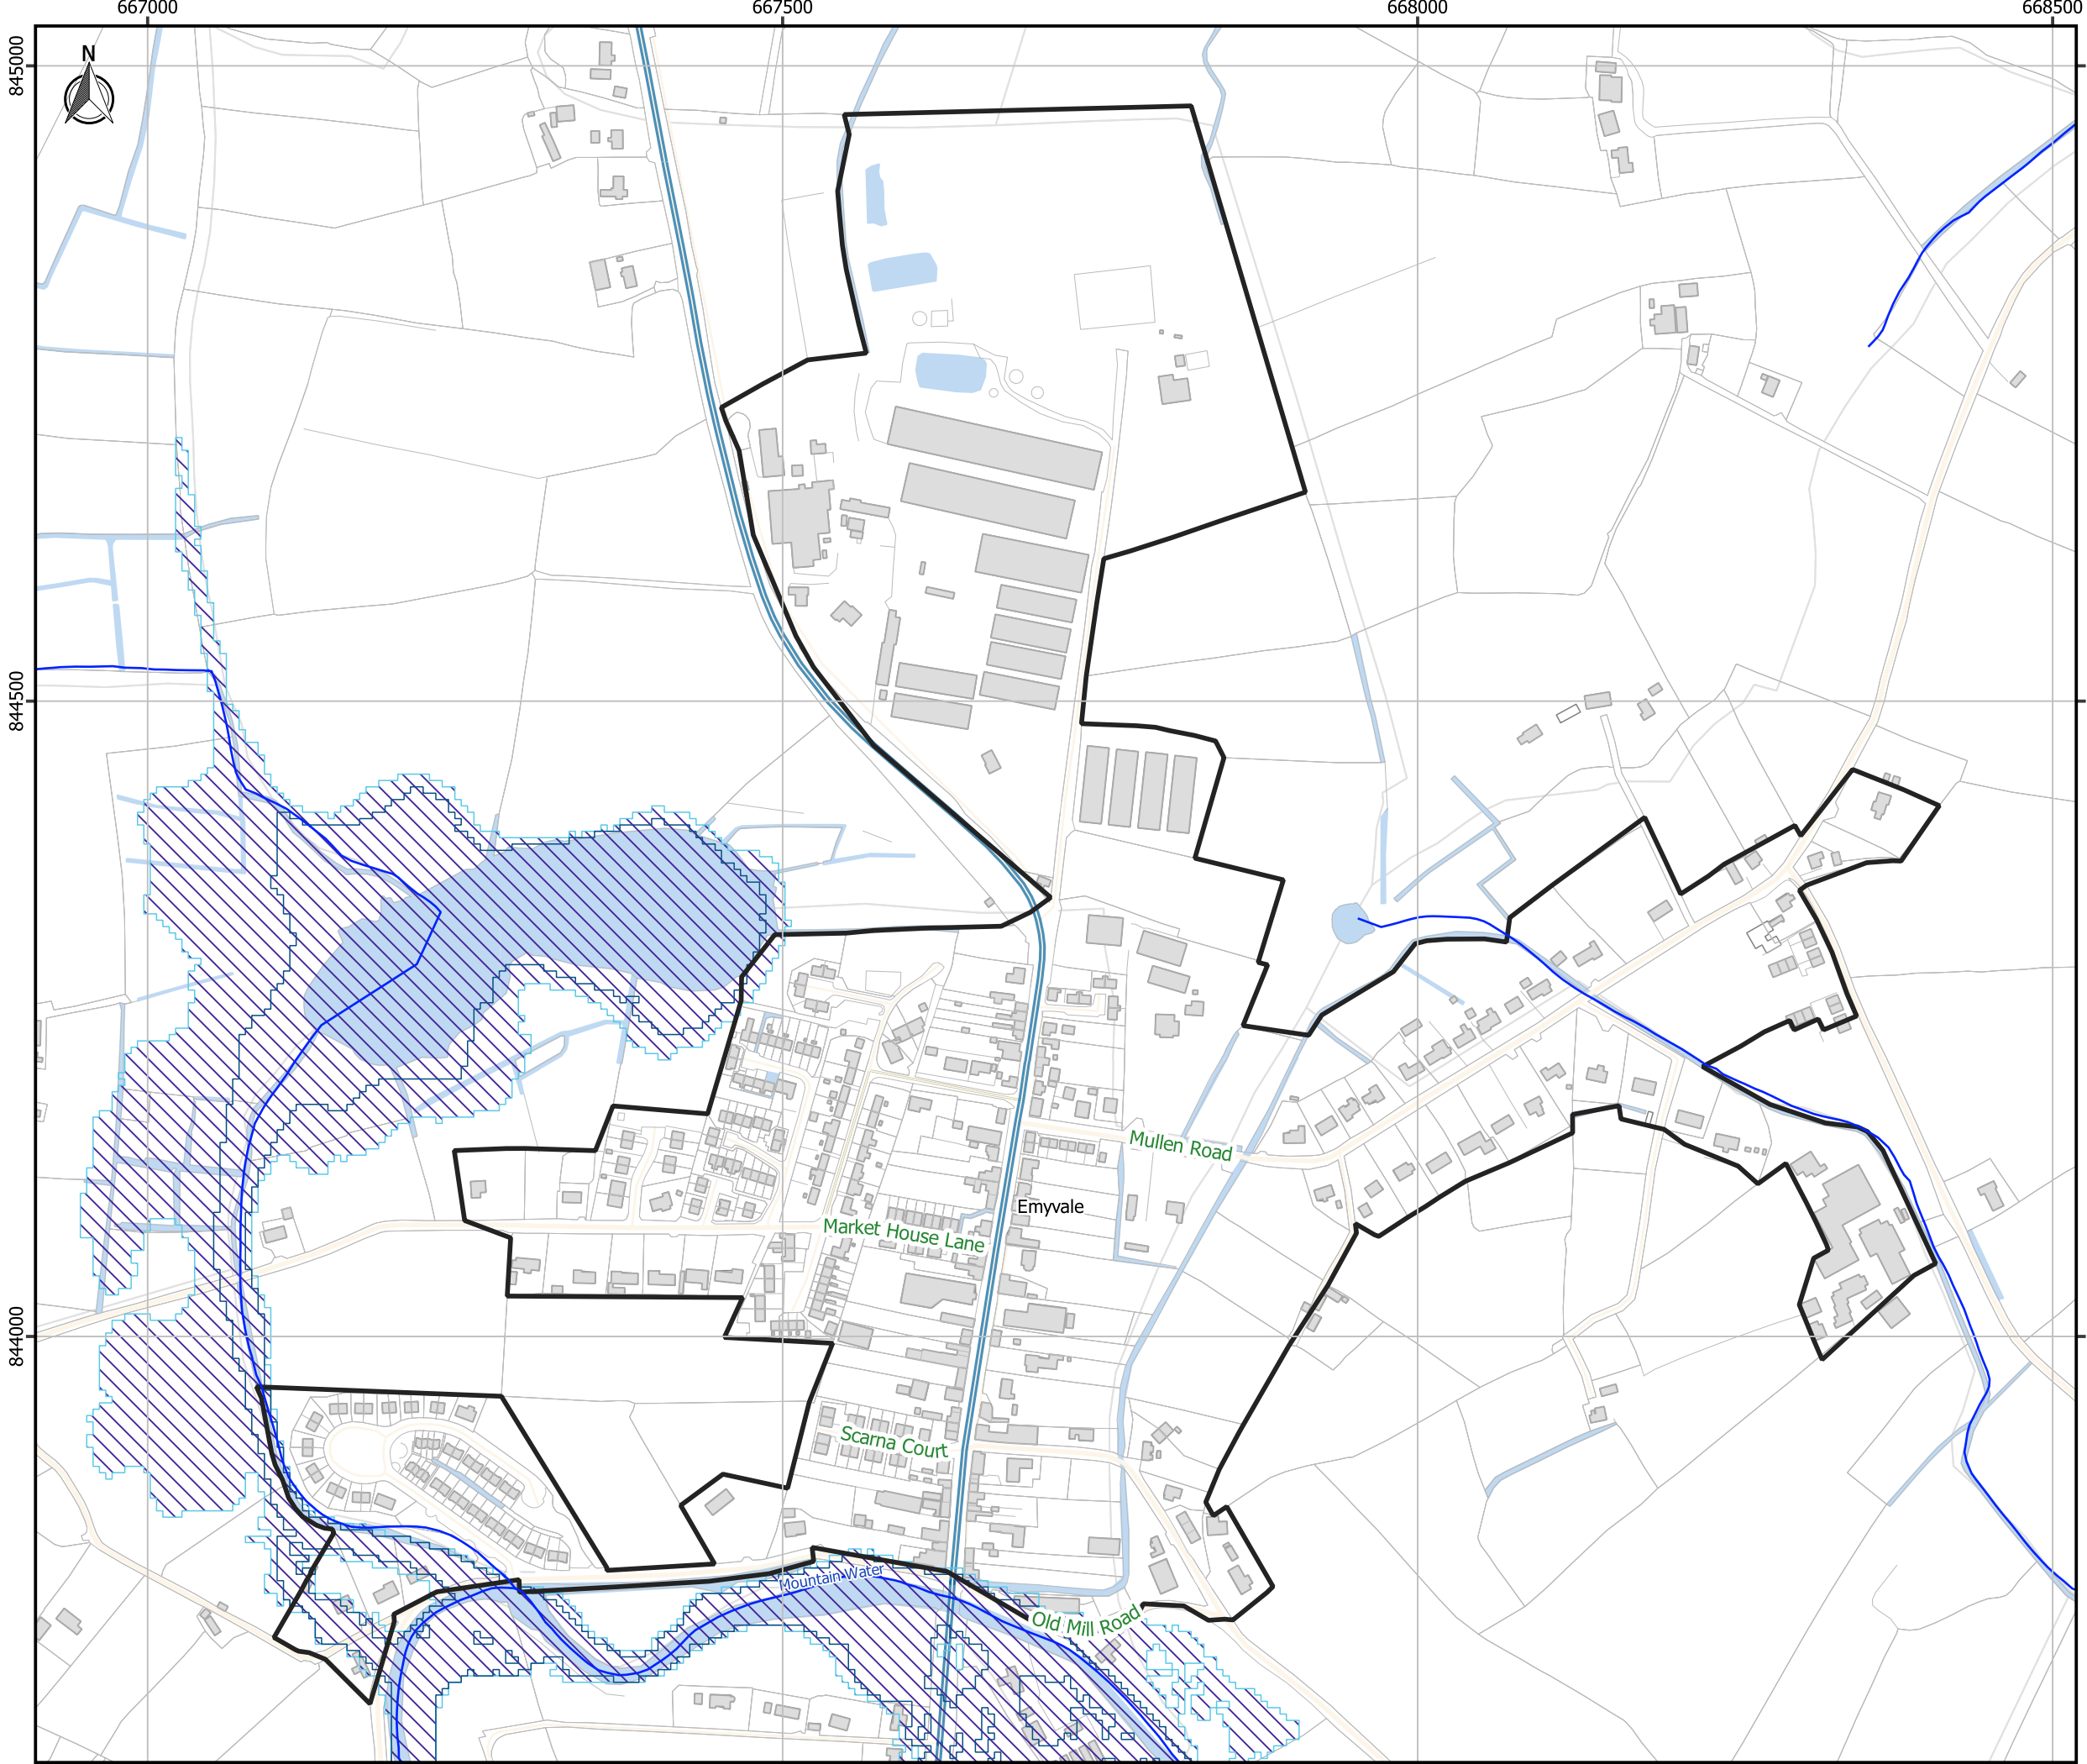 667000
667500
668000
668500
845000
N
844500
Mullen Road
Emyvale
Market House Lane
844000
Scarna Court
Mountain Water
Old Mill Road